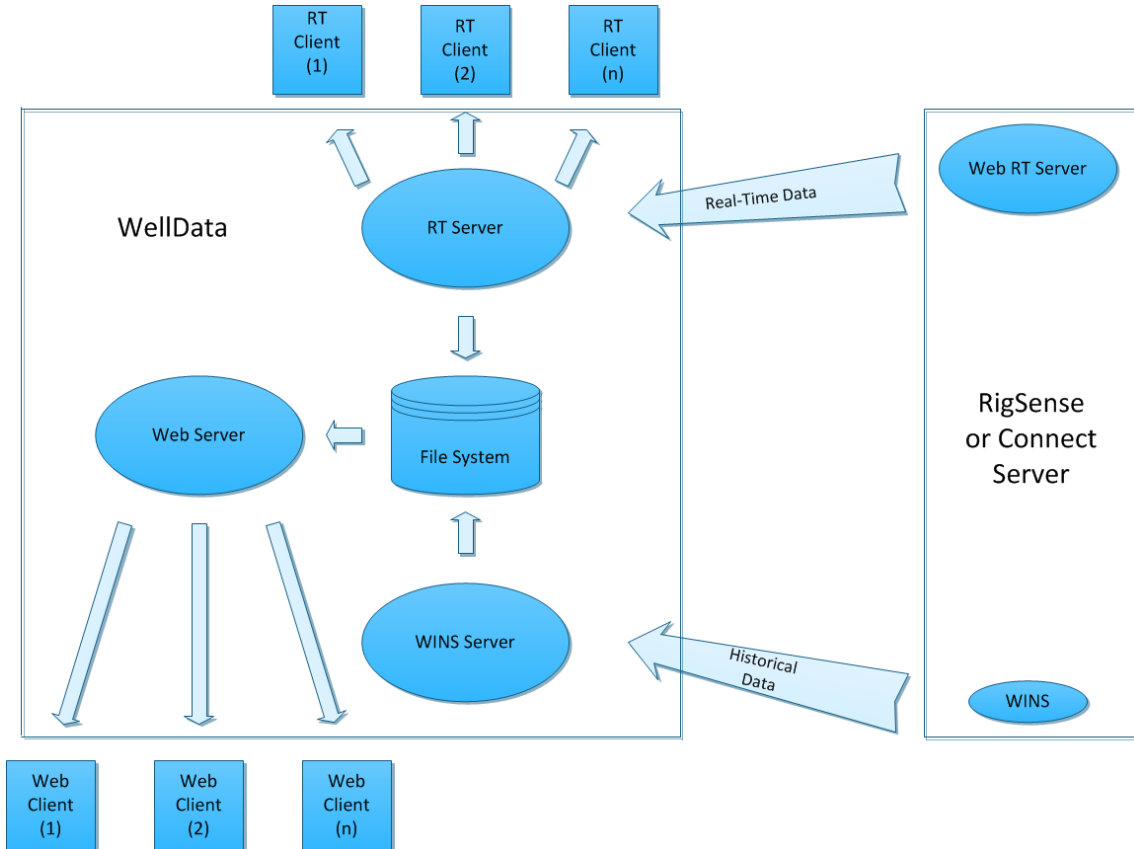 RT
Client
(1)
RT
Client
(2)
RT
Client
(n)
WellData
RT Server
Real-Time Data
Web RT Server
Web Server
File System
RigSense
or Connect
Server
WINS Server
Historical
Data
WINS
Web
Client
(1)
Web
Client
(2)
Web
Client
(n)